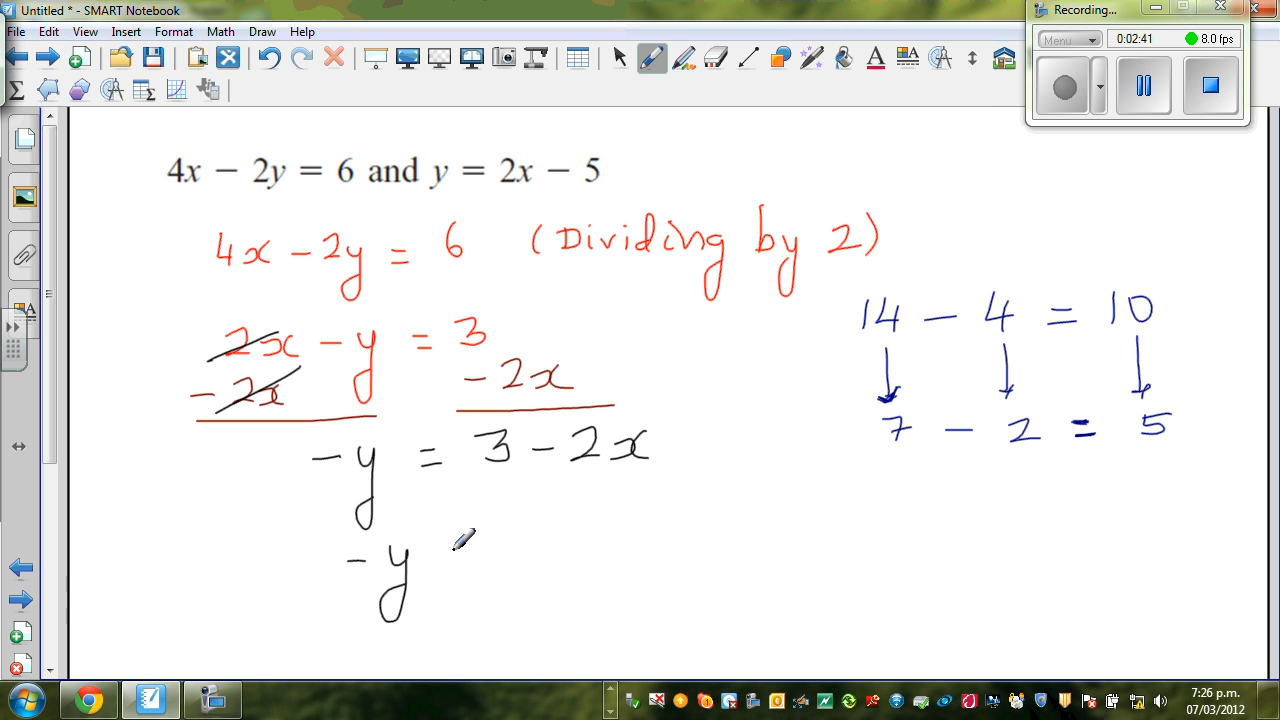 Untitled * - SMART Notebook
File Edit View Insert Format Math Draw Help
Recording...
Menu 0:02:41 8.0 fps
4x − 2y = 6 and y = 2x − 5
4x − 2y = 6 (Dividing by 2)
2x − y = 3
− 2x − 2x
− y = 3 − 2x
− y
14 − 4 = 10
7 − 2 = 5
7:26 p.m.
07/03/2012